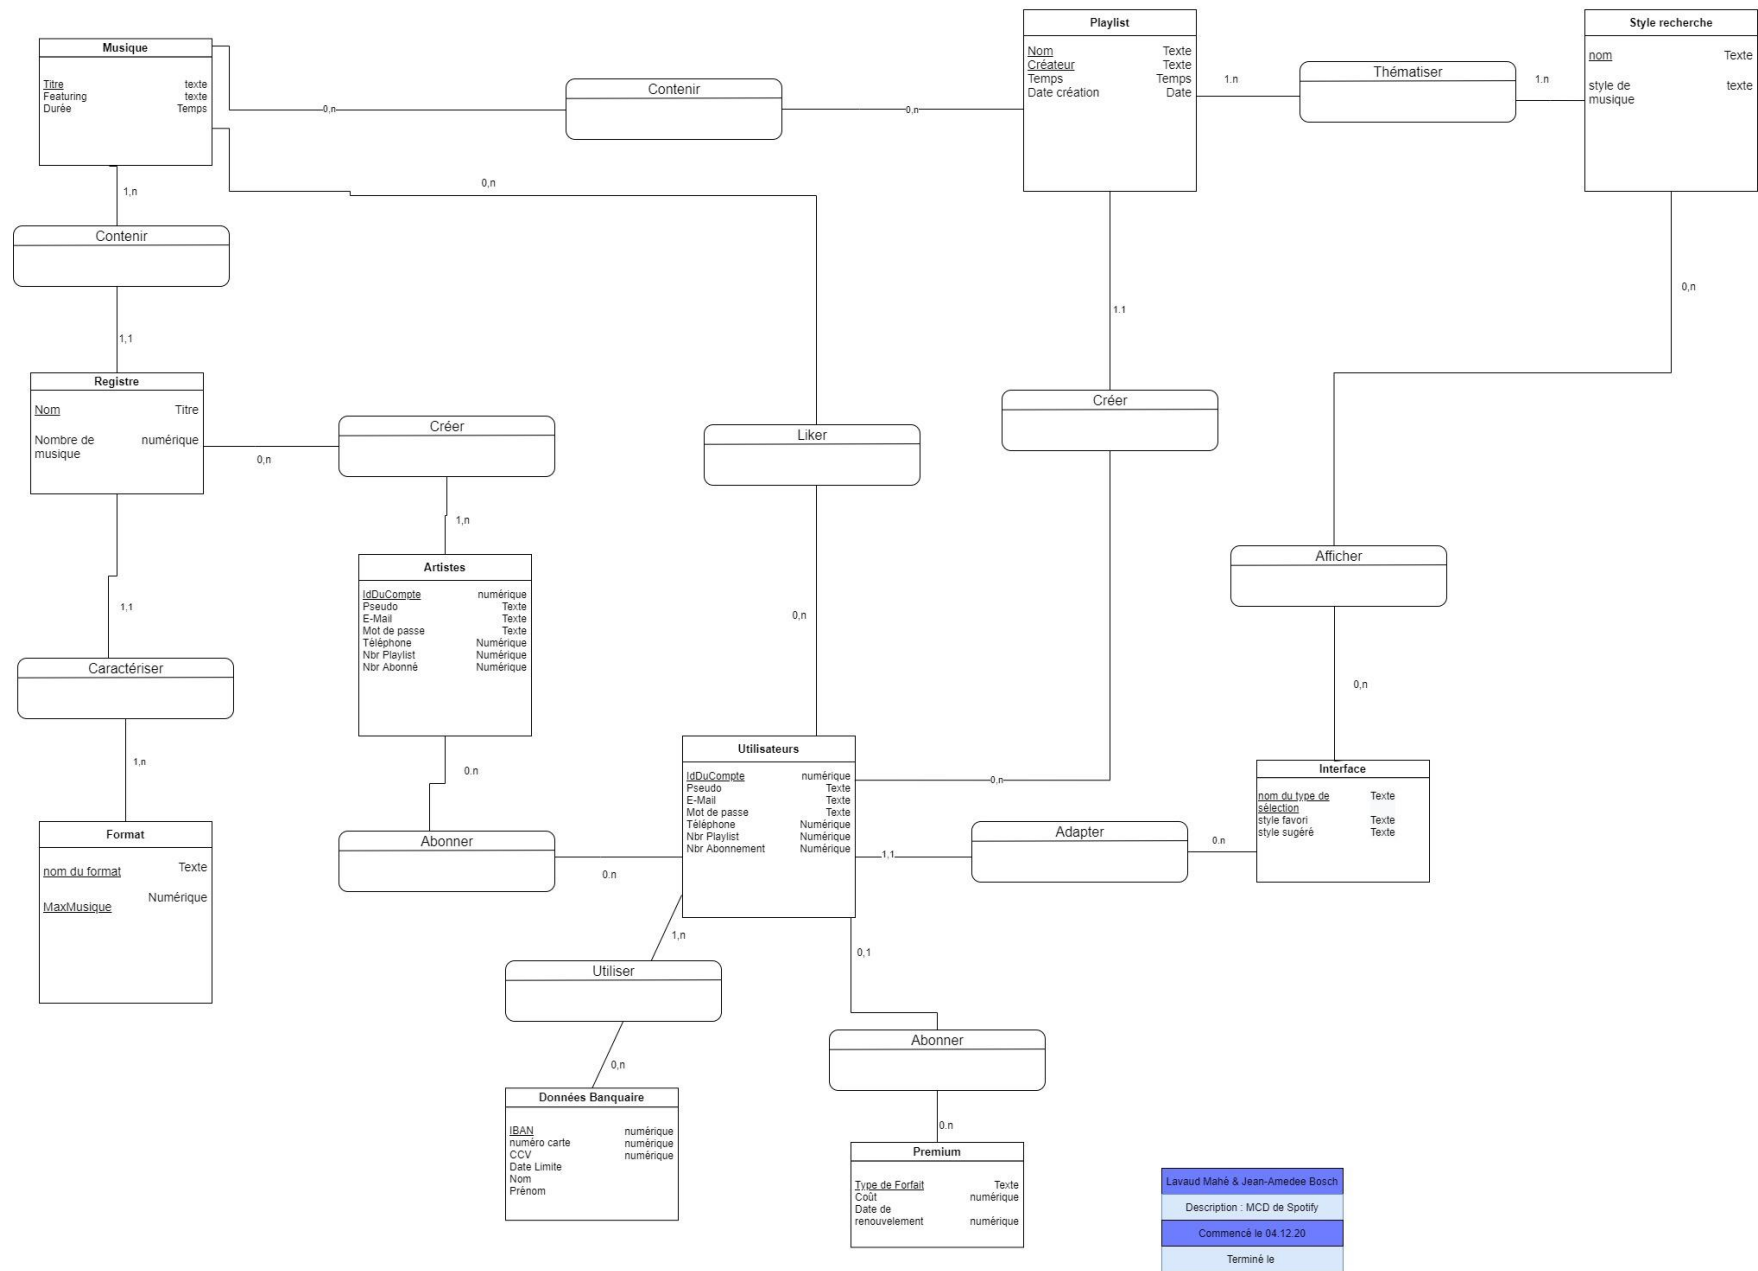 Musique
Titre texte
Featuring texte
Durée Temps
Contenir
0,n
0,n
Playlist
Nom Texte
Créateur Texte
Temps Temps
Date création Date
1.n
Thématiser
1.n
Style recherche
nom Texte
style de texte
musique
1,n
0,n
Contenir
0,n
1,1
1.1
Registre
Nom Titre
Nombre de numérique
musique
0,n
Créer
Liker
Créer
1,n
Afficher
Artistes
IdDuCompte numérique
Pseudo Texte
E-Mail Texte
Mot de passe Texte
Téléphone Numérique
Nbr Playlist Numérique
Nbr Abonné Numérique
1,1
0,n
Caractériser
0,n
1,n
0.n
Utilisateurs
IdDuCompte numérique
Pseudo Texte
E-Mail Texte
Mot de passe Texte
Téléphone Numérique
Nbr Playlist Numérique
Nbr Abonnement Numérique
0,n
Interface
nom du type de Texte
sélection
style favori Texte
style sugéré Texte
Format
nom du format Texte
MaxMusique Numérique
Abonner
0.n
1,1
Adapter
0.n
1,n
0,1
Utiliser
0,n
Abonner
0.n
Données Banquaire
IBAN numérique
numéro carte numérique
CCV numérique
Date Limite
Nom
Prénom
Premium
Type de Forfait Texte
Coût numérique
Date de
renouvelement numérique
Lavaud Mahé & Jean-Amedee Bosch
Description : MCD de Spotify
Commencé le 04.12.20
Terminé le